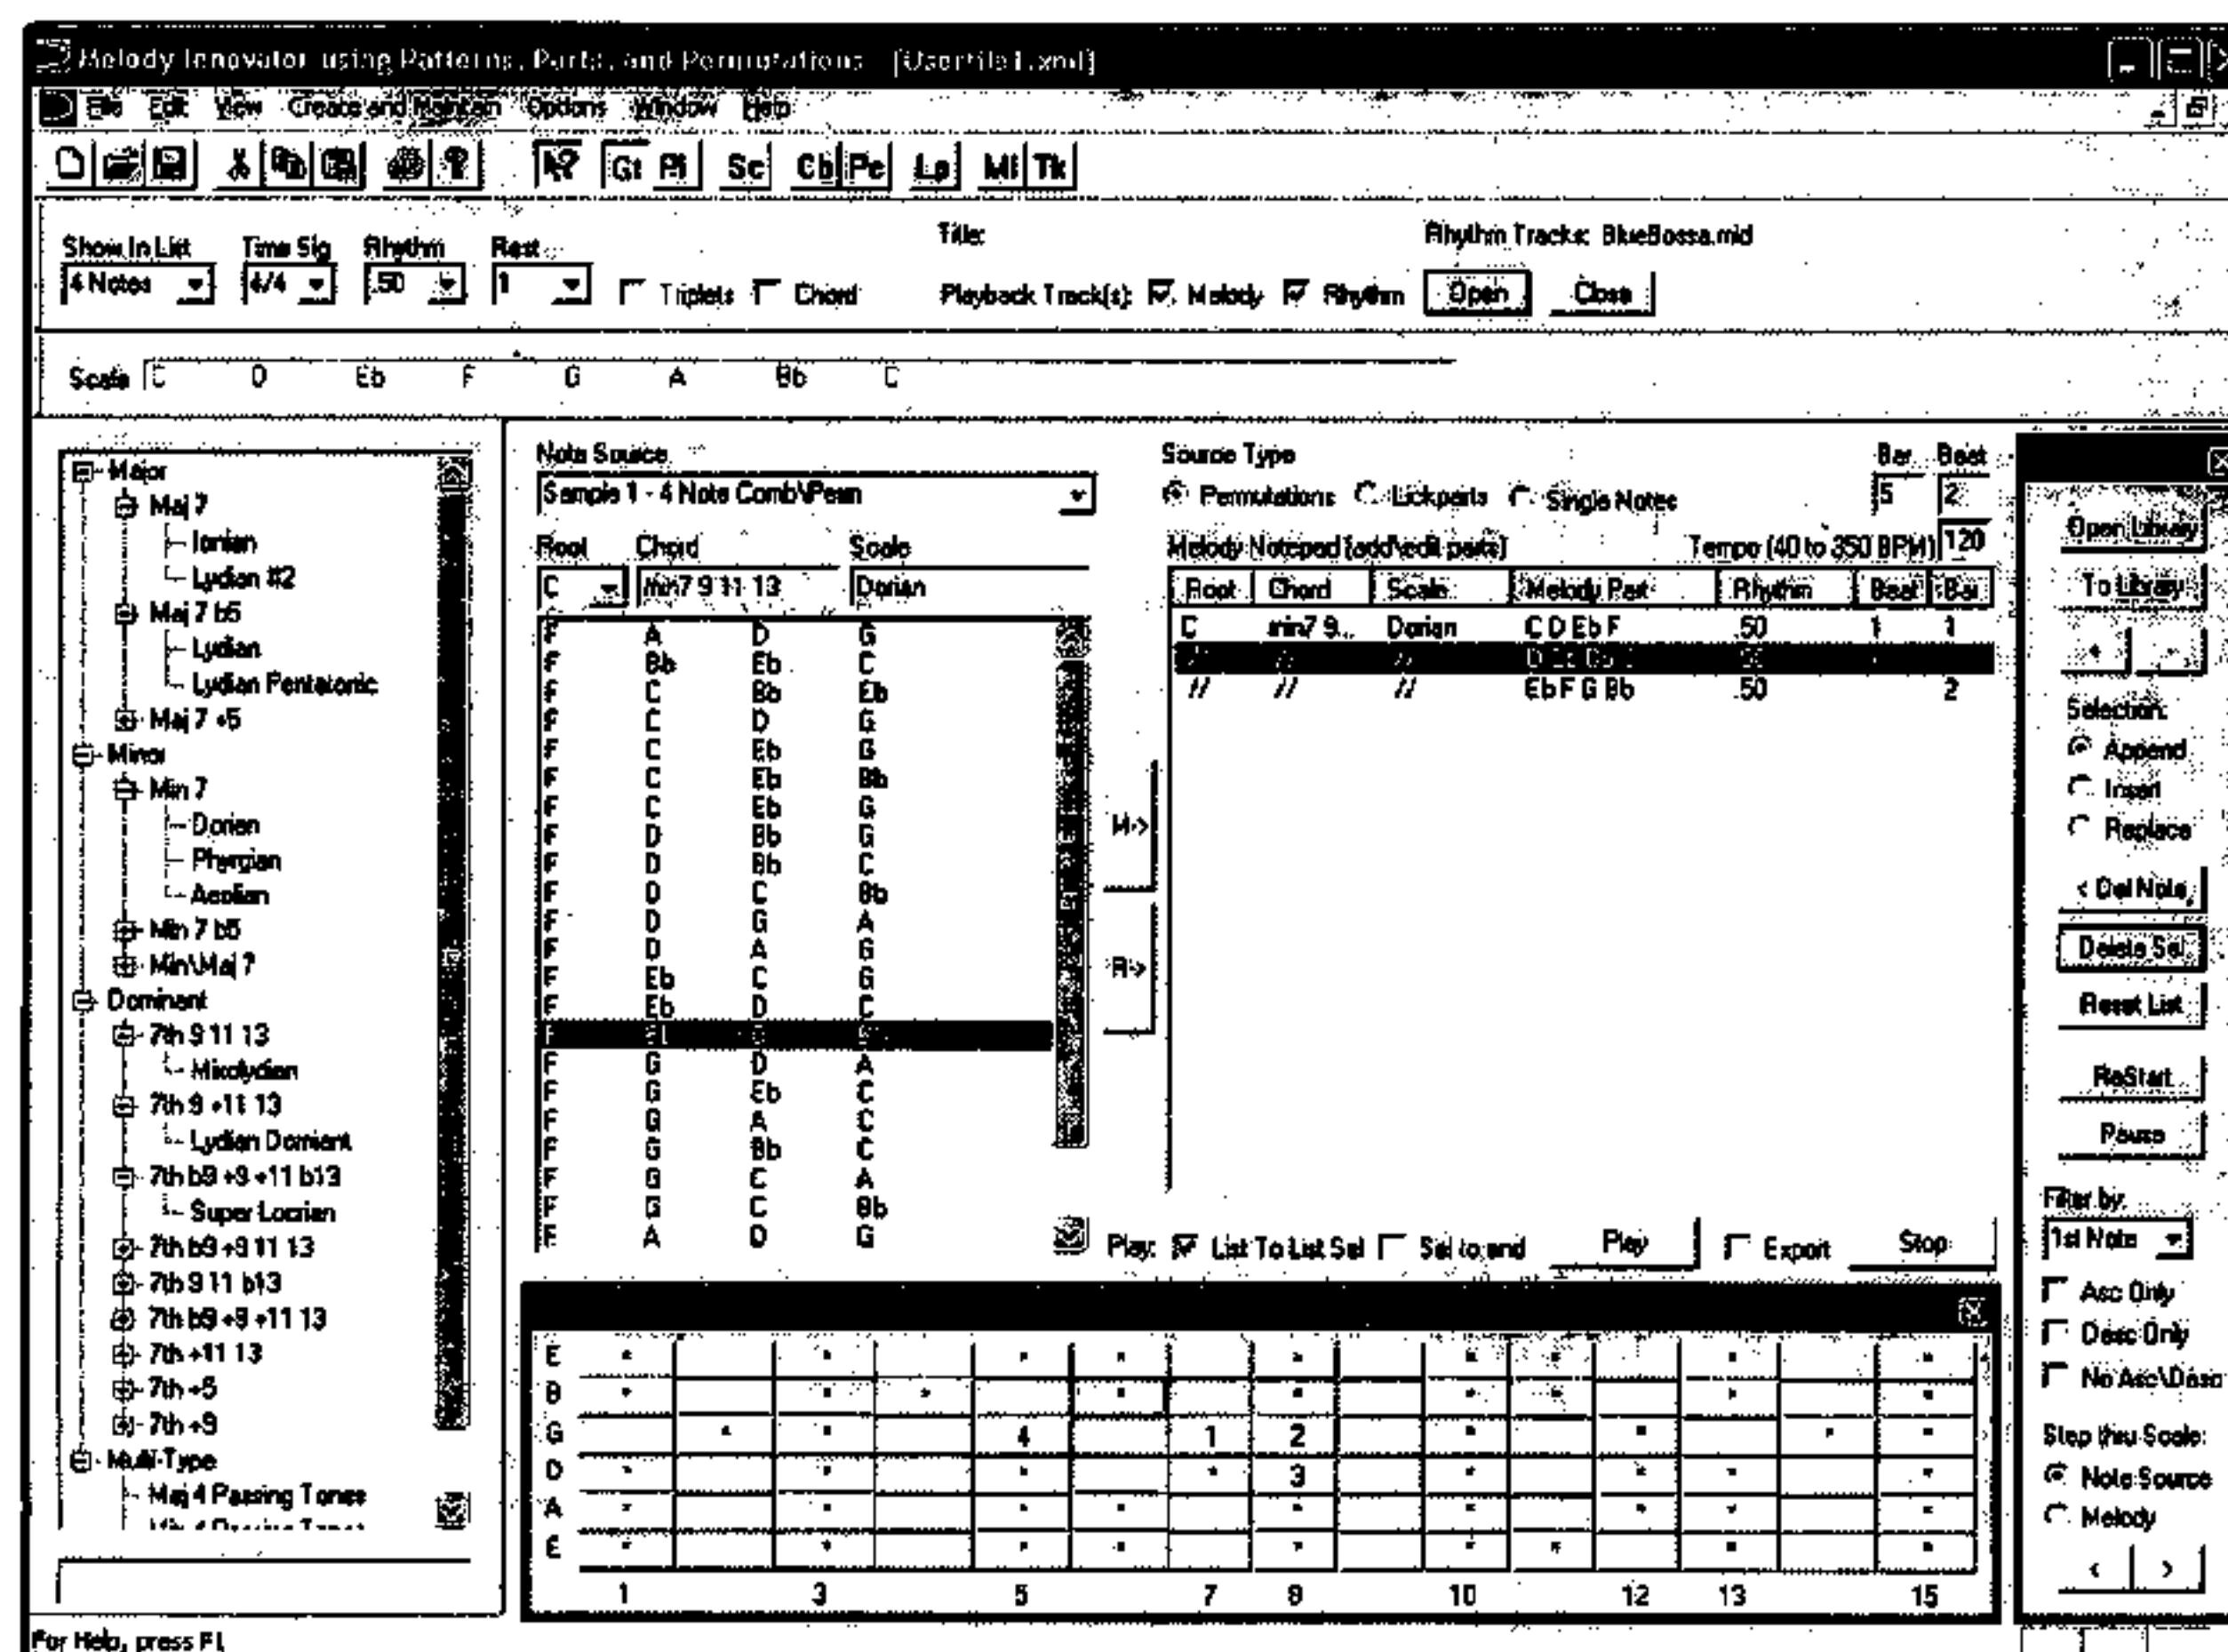 Melody Innovator using Patterns, Parts, and Permutations - [Userfile1.xmd]
File Edit View Create and Maintain Options Window Help
Gt Pi Sc Cb Pe Lp MI Tk
Title: Rhythm Tracks: BlueBossa.mid
Show In List Time Sig Rhythm Rest
4 Notes 4/4 .50 1 Triplets Chord Playback Track(s): Melody Rhythm Open Close
Scale C D Eb F G A Bb C
Major
Maj 7
Ionian
Lydian #2
Maj 7 b5
Lydian
Lydian Pentatonic
Maj 7 +5
Minor
Min 7
Dorian
Phyrgian
Aeolian
Min 7 b5
Min\Maj 7
Dominant
7th 9 11 13
Mixolydian
7th 9 +11 13
Lydian Domiant
7th b9 +9 +11 b13
Super Locrian
7th b9 +9 11 13
7th 9 11 b13
7th b9 +9 +11 13
7th +11 13
7th +5
7th +9
Multi-Type
Maj 4 Passing Tones
Note Source
Sample 1 - 4 Note Comb\Perm
Root Chord Scale
C min7 9 11 13 Dorian
F A D G
F Bb Eb C
F C Bb Eb
F C D G
F C Eb G
F C Eb Bb
F C Eb G
F D Bb G
F D Bb C
F D C Bb
F D G A
F D A G
F Eb C G
F Eb D C
F
F G D A
F G Eb C
F G A C
F G Bb C
F G C A
F G C Bb
F A D G
M->
R->
Source Type Bar Beat
Permutations Lickparts Single Notes 5 2
Melody Notepad (add\edit parts) Tempo (40 to 350 BPM) 120
Root Chord Scale Melody Part Rhythm Beat Bar
C min7 9... Dorian C D Eb F .50 1 1
// // // Eb F G Bb .50 2
Play: List To List Sel Sel to end Play Export Stop
E
B
G 4 1 2
D 3
A
E
1 3 5 7 8 10 12 13 15
Open Library
To Library
+ -
Selection:
Append
Insert
Replace
< Del Note
Delete Sel
Reset List
ReStart
Pause
Filter by:
1st Note
Asc Only
Desc Only
No Asc\Desc
Step thru Scale:
Note Source
Melody
< >
For Help, press F1